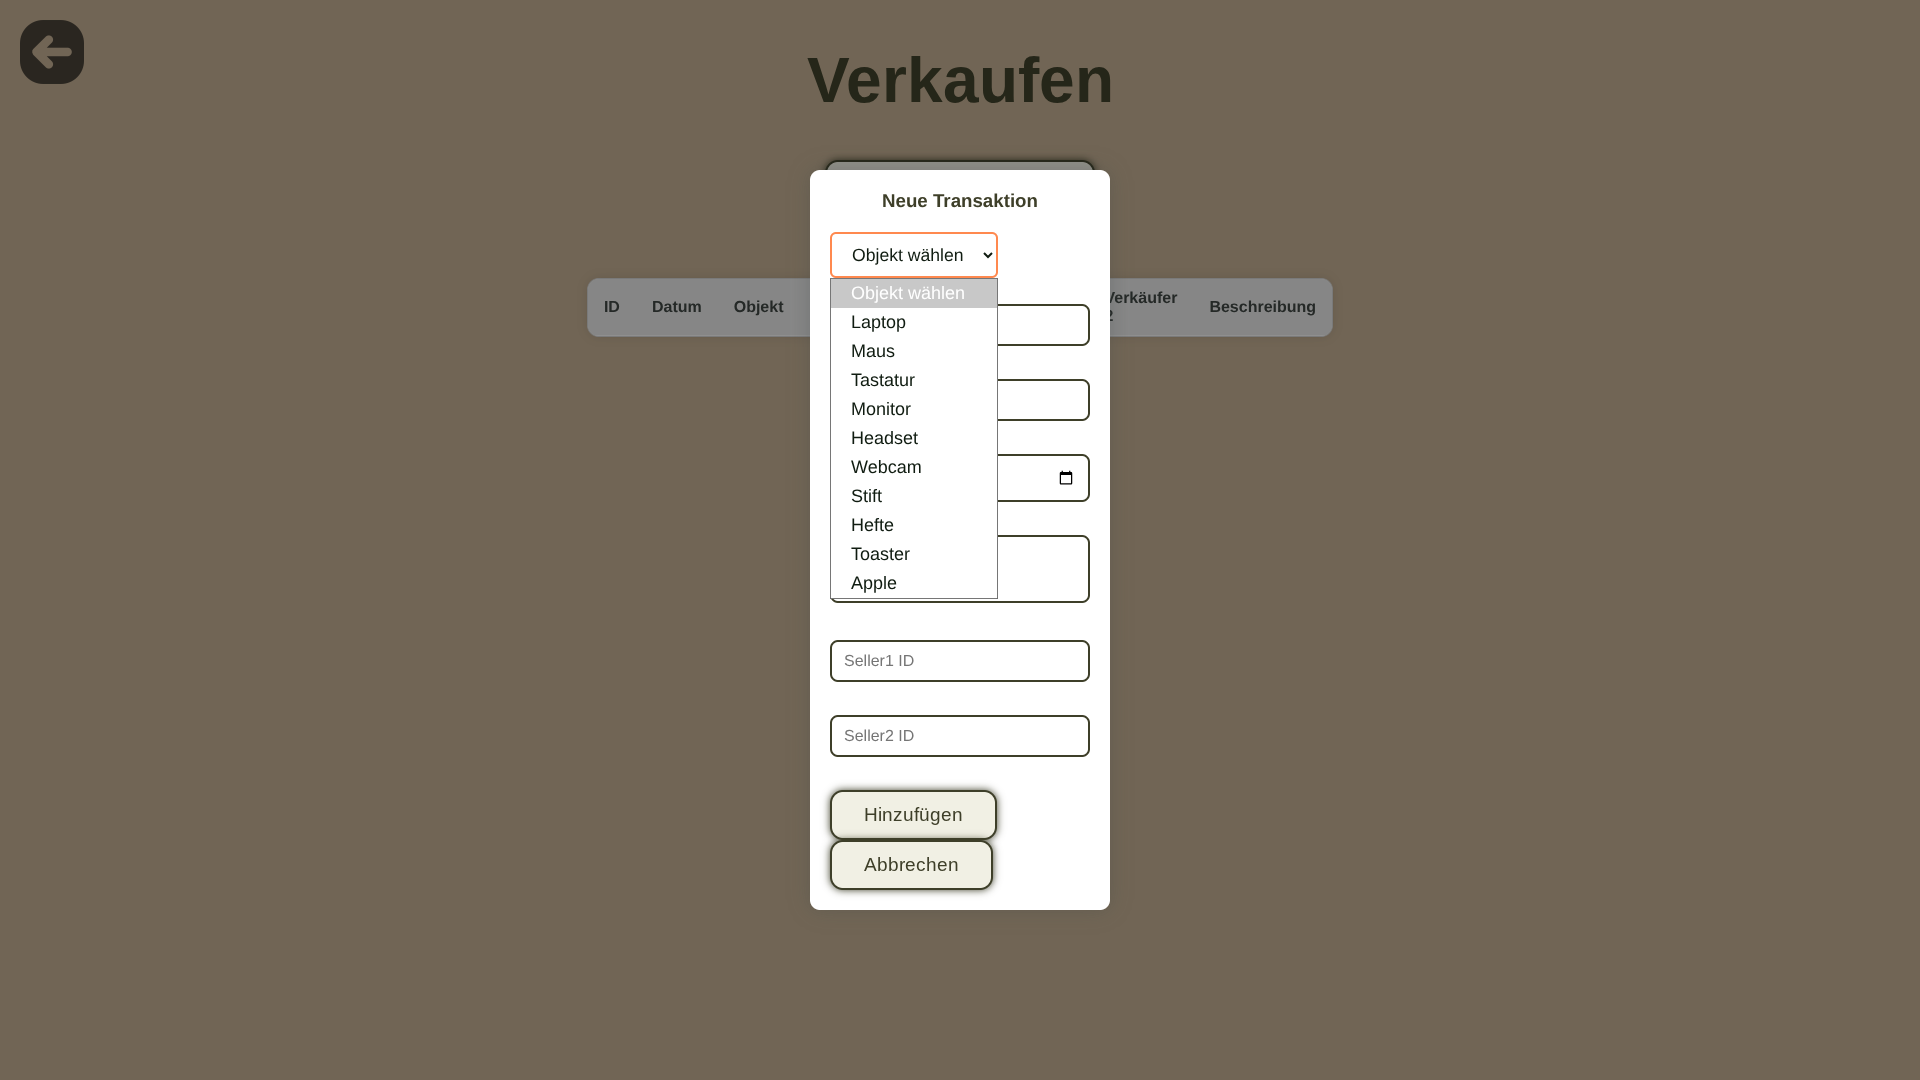 Verkaufen
Neue Transaktion
Objekt wählen
ID Datum Objekt Verkäufer Beschreibung
2
Objekt wählen
Laptop
Maus
Tastatur
Monitor
Headset
Webcam
Stift
Hefte
Toaster
Apple
Seller1 ID
Seller2 ID
Hinzufügen
Abbrechen